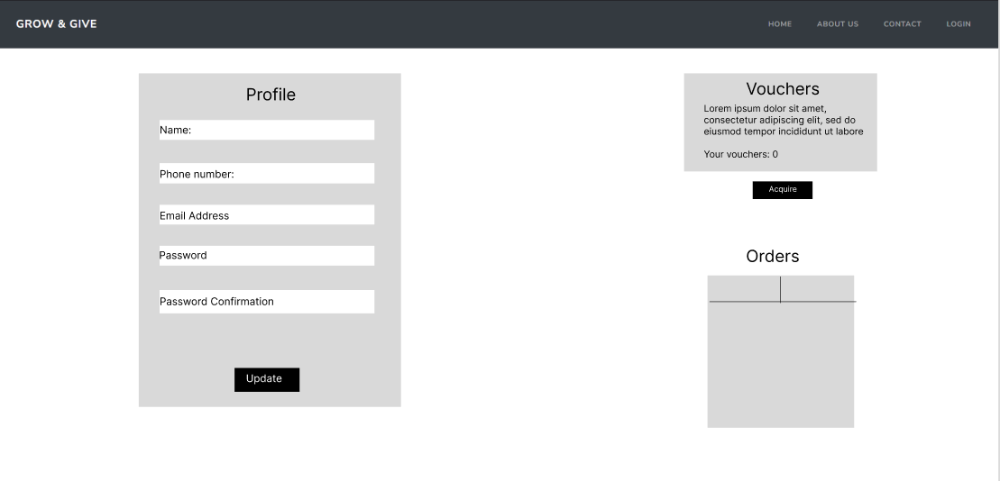 GROW & GIVE
HOME
ABOUT US
CONTACT
LOGIN
Profile
Name:
Phone number:
Email Address
Password
Password Confirmation
Update
Vouchers
Lorem ipsum dolor sit amet,
consectetur adipiscing elit, sed do
eiusmod tempor incididunt ut labore
Your vouchers: 0
Acquire
Orders